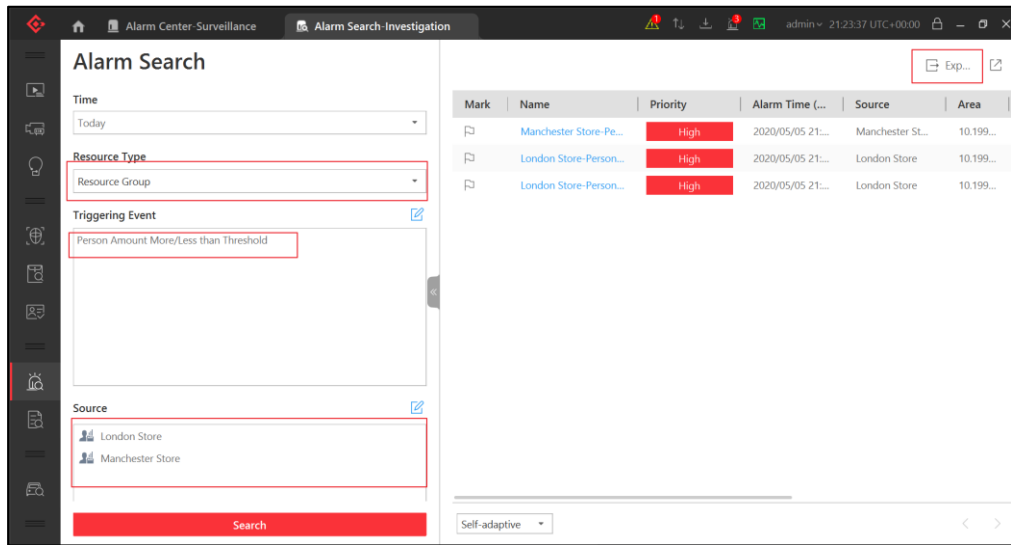 Alarm Center-Surveillance
Alarm Search-Investigation
1
3
admin 21:23:37 UTC+00:00
Alarm Search
Exp...
Time
Today
Resource Type
Resource Group
Triggering Event
Person Amount More/Less than Threshold
Source
London Store
Manchester Store
Search
Mark Name Priority Alarm Time (... Source Area
Manchester Store-Pe... High 2020/05/05 21:... Manchester St... 10.199...
London Store-Person... High 2020/05/05 21:... London Store 10.199...
London Store-Person... High 2020/05/05 21:... London Store 10.199...
Self-adaptive